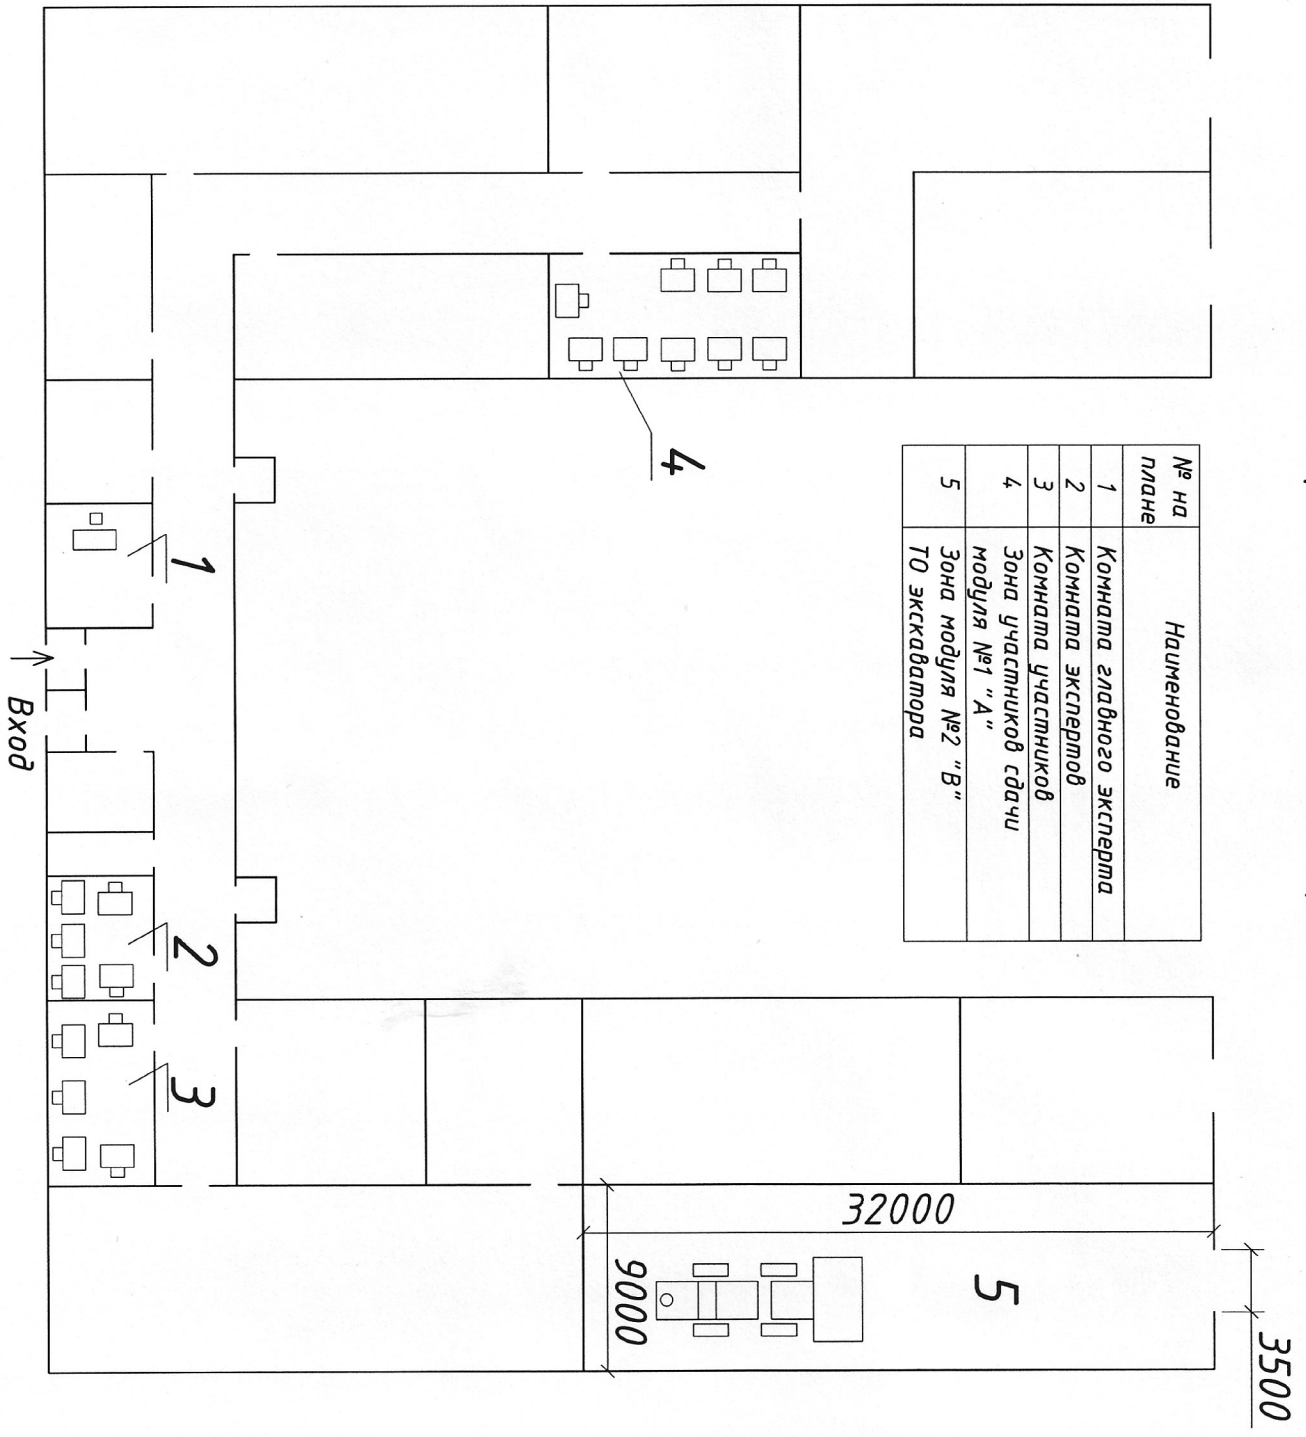 № на
плане
Наименование
1
Комната главного эксперта
2
Комната экспертов
3
Комната участников
4
Зона участников сдачи
модуля №1 "А"
5
Зона модуля №2 "В"
ТО экскаватора
4
1
Вход
2
3
32000
9000
5
3500